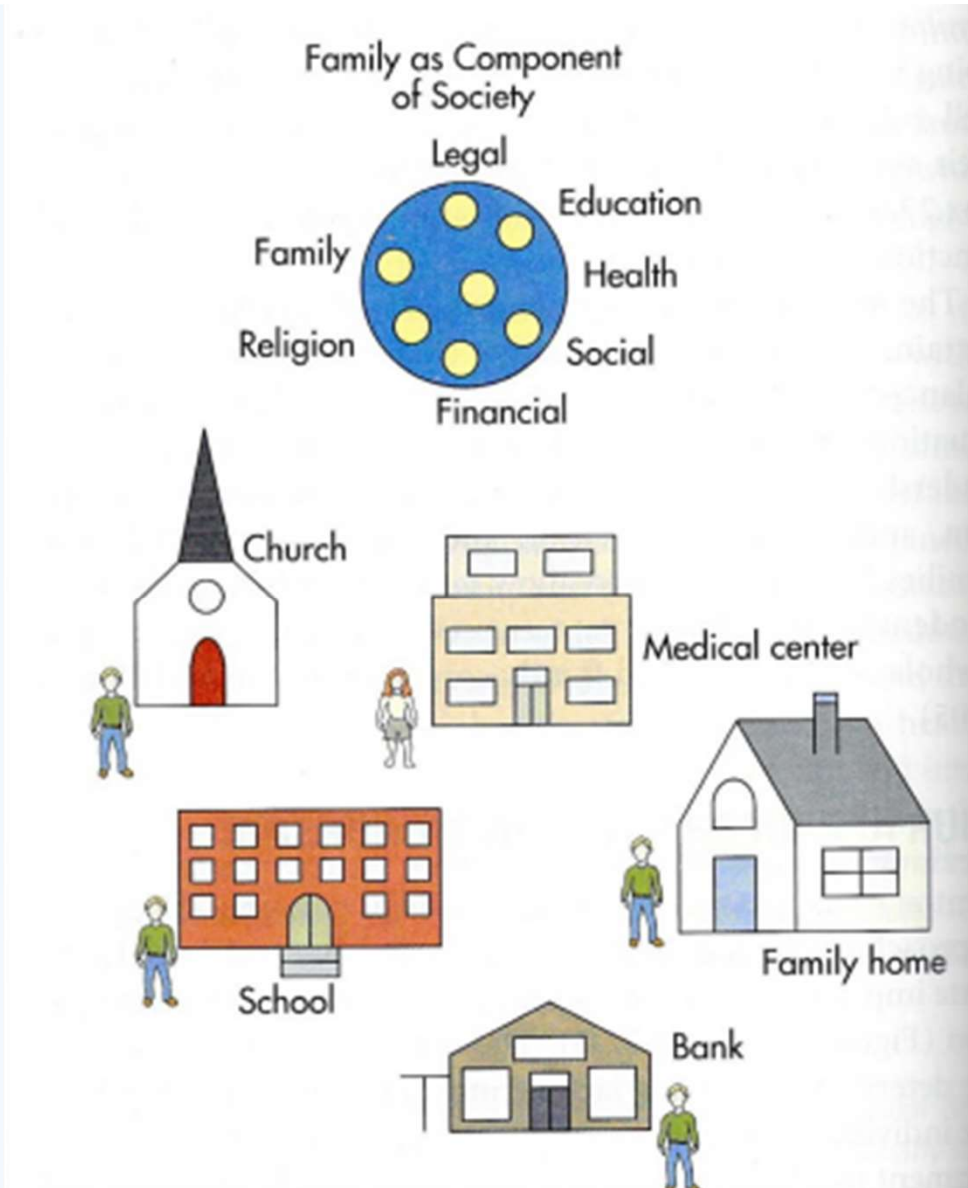 Family as Component
of Society
Legal
Education
Family
Health
Religion
Social
Financial
Church
Medical center
School
Family home
Bank